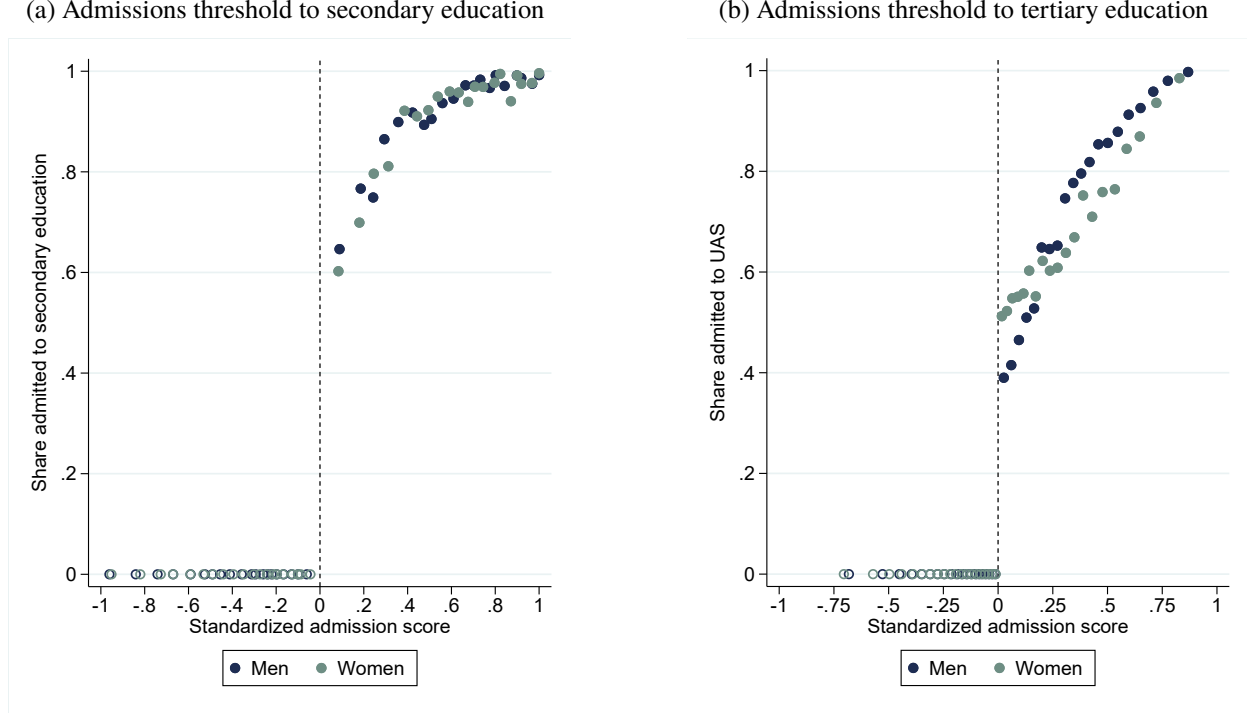 (a) Admissions threshold to secondary education
Share admitted to secondary education
1
.8
.6
.4
.2
0
-1 -.8 -.6 -.4 -.2 0 .2 .4 .6 .8 1
Standardized admission score
Men Women
(b) Admissions threshold to tertiary education
Share admitted to UAS
1
.8
.6
.4
.2
0
-1 -.75 -.5 -.25 0 .25 .5 .75 1
Standardized admission score
Men Women